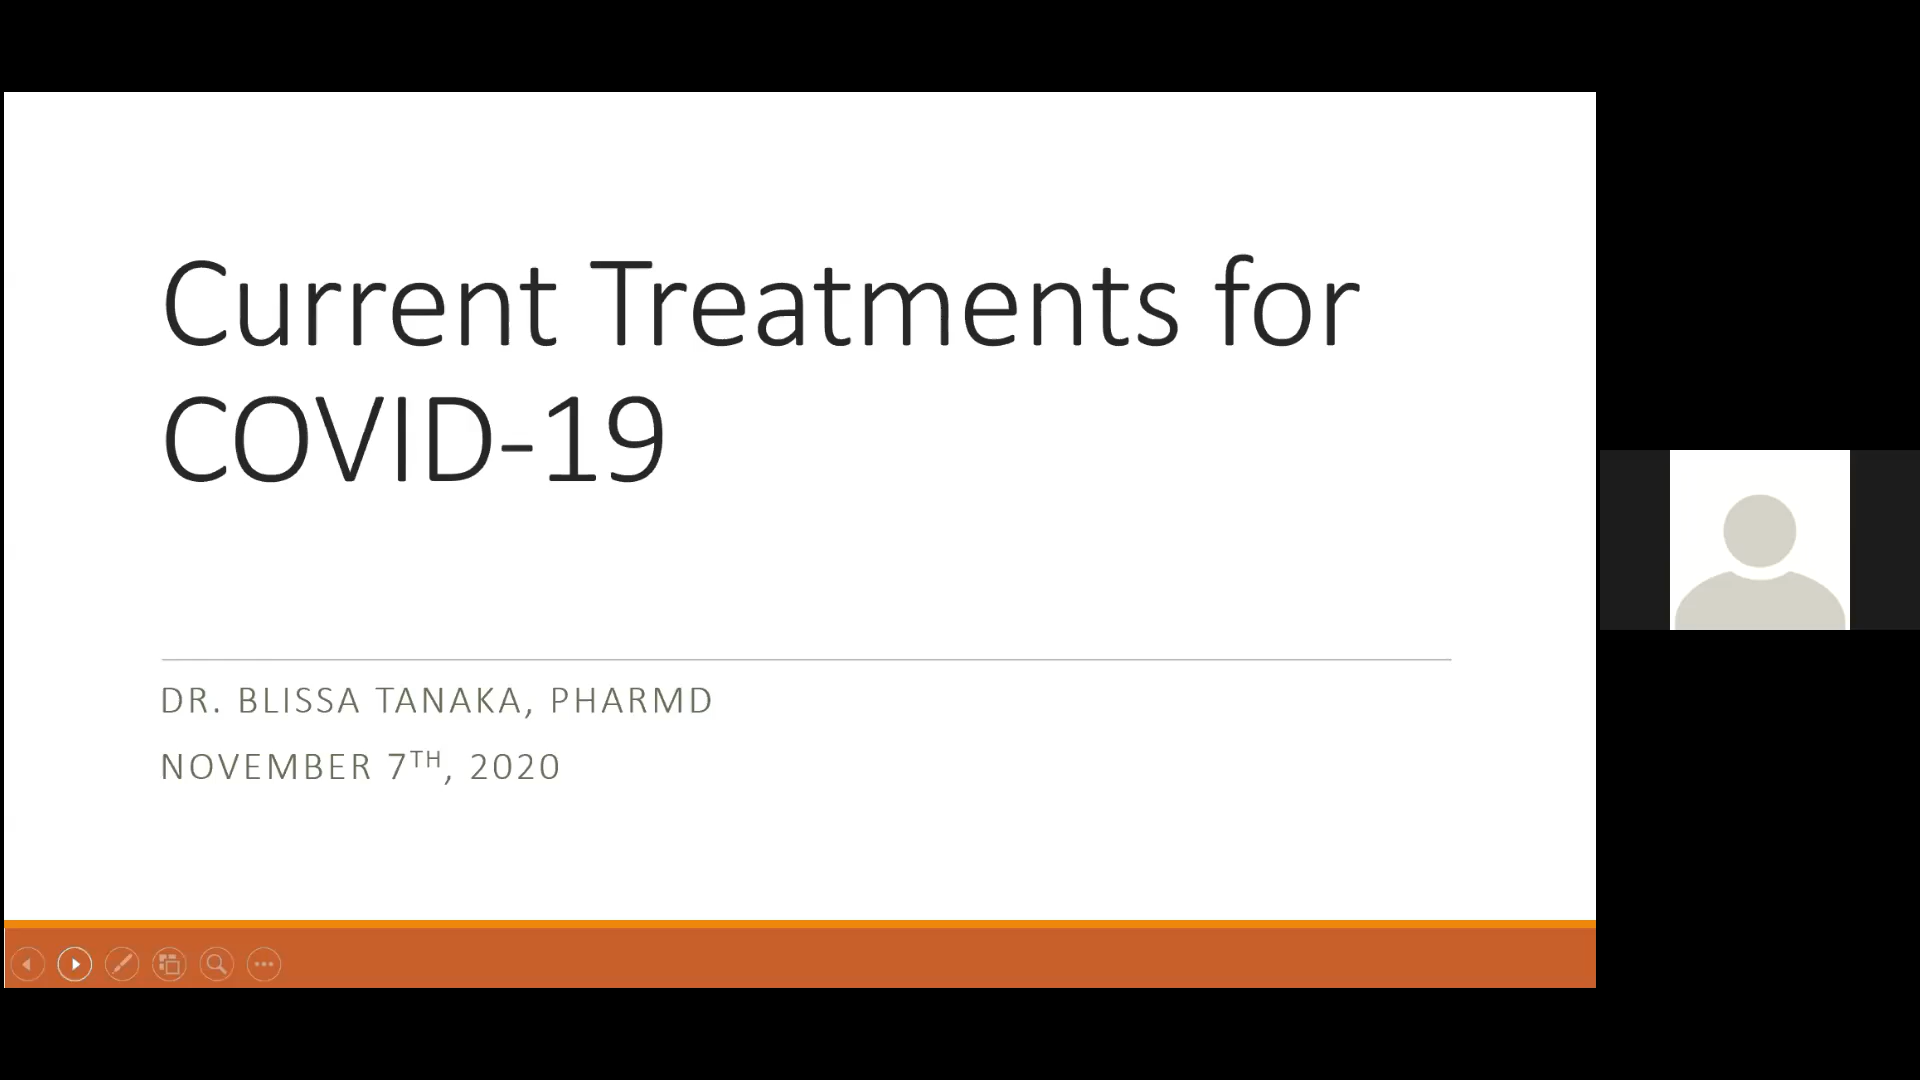 Current Treatments for
COVID-19
DR. BLISSA TANAKA, PHARMD
NOVEMBER 7TH, 2020